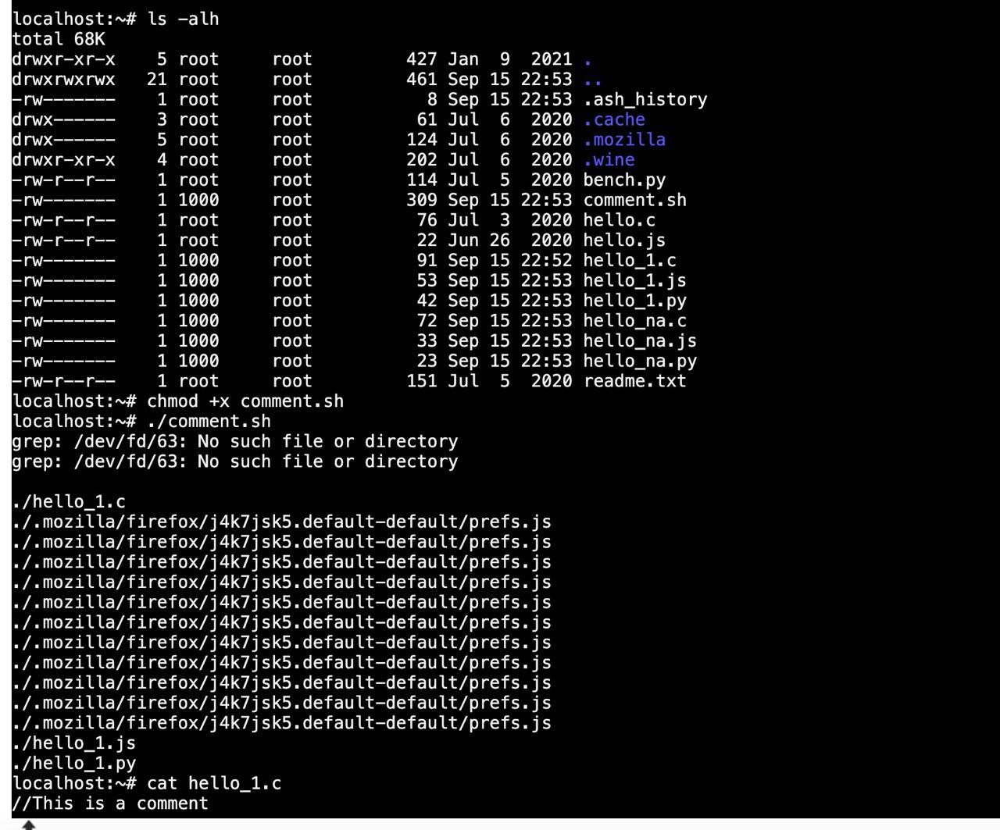 localhost:~# ls -alh
total 68K
drwxr-xr-x    5 root     root         427 Jan  9  2021 .
drwxrwxrwx   21 root     root         461 Sep 15 22:53 ..
-rw-------    1 root     root           8 Sep 15 22:53 .ash_history
drwx------    3 root     root          61 Jul  6  2020 .cache
drwx------    5 root     root         124 Jul  6  2020 .mozilla
drwxr-xr-x    4 root     root         202 Jul  6  2020 .wine
-rw-r--r--    1 root     root         114 Jul  5  2020 bench.py
-rw-------    1 1000     root         309 Sep 15 22:53 comment.sh
-rw-r--r--    1 root     root          76 Jul  3  2020 hello.c
-rw-r--r--    1 root     root          22 Jun 26  2020 hello.js
-rw-------    1 1000     root          91 Sep 15 22:52 hello_1.c
-rw-------    1 1000     root          53 Sep 15 22:53 hello_1.js
-rw-------    1 1000     root          42 Sep 15 22:53 hello_1.py
-rw-------    1 1000     root          72 Sep 15 22:53 hello_na.c
-rw-------    1 1000     root          33 Sep 15 22:53 hello_na.js
-rw-------    1 1000     root          23 Sep 15 22:53 hello_na.py
-rw-r--r--    1 root     root         151 Jul  5  2020 readme.txt
localhost:~# chmod +x comment.sh
localhost:~# ./comment.sh
grep: /dev/fd/63: No such file or directory
grep: /dev/fd/63: No such file or directory
./hello_1.c
./.mozilla/firefox/j4k7jsk5.default-default/prefs.js
./.mozilla/firefox/j4k7jsk5.default-default/prefs.js
./.mozilla/firefox/j4k7jsk5.default-default/prefs.js
./.mozilla/firefox/j4k7jsk5.default-default/prefs.js
./.mozilla/firefox/j4k7jsk5.default-default/prefs.js
./.mozilla/firefox/j4k7jsk5.default-default/prefs.js
./.mozilla/firefox/j4k7jsk5.default-default/prefs.js
./.mozilla/firefox/j4k7jsk5.default-default/prefs.js
./.mozilla/firefox/j4k7jsk5.default-default/prefs.js
./.mozilla/firefox/j4k7jsk5.default-default/prefs.js
./.mozilla/firefox/j4k7jsk5.default-default/prefs.js
./hello_1.js
./hello_1.py
localhost:~# cat hello_1.c
//This is a comment